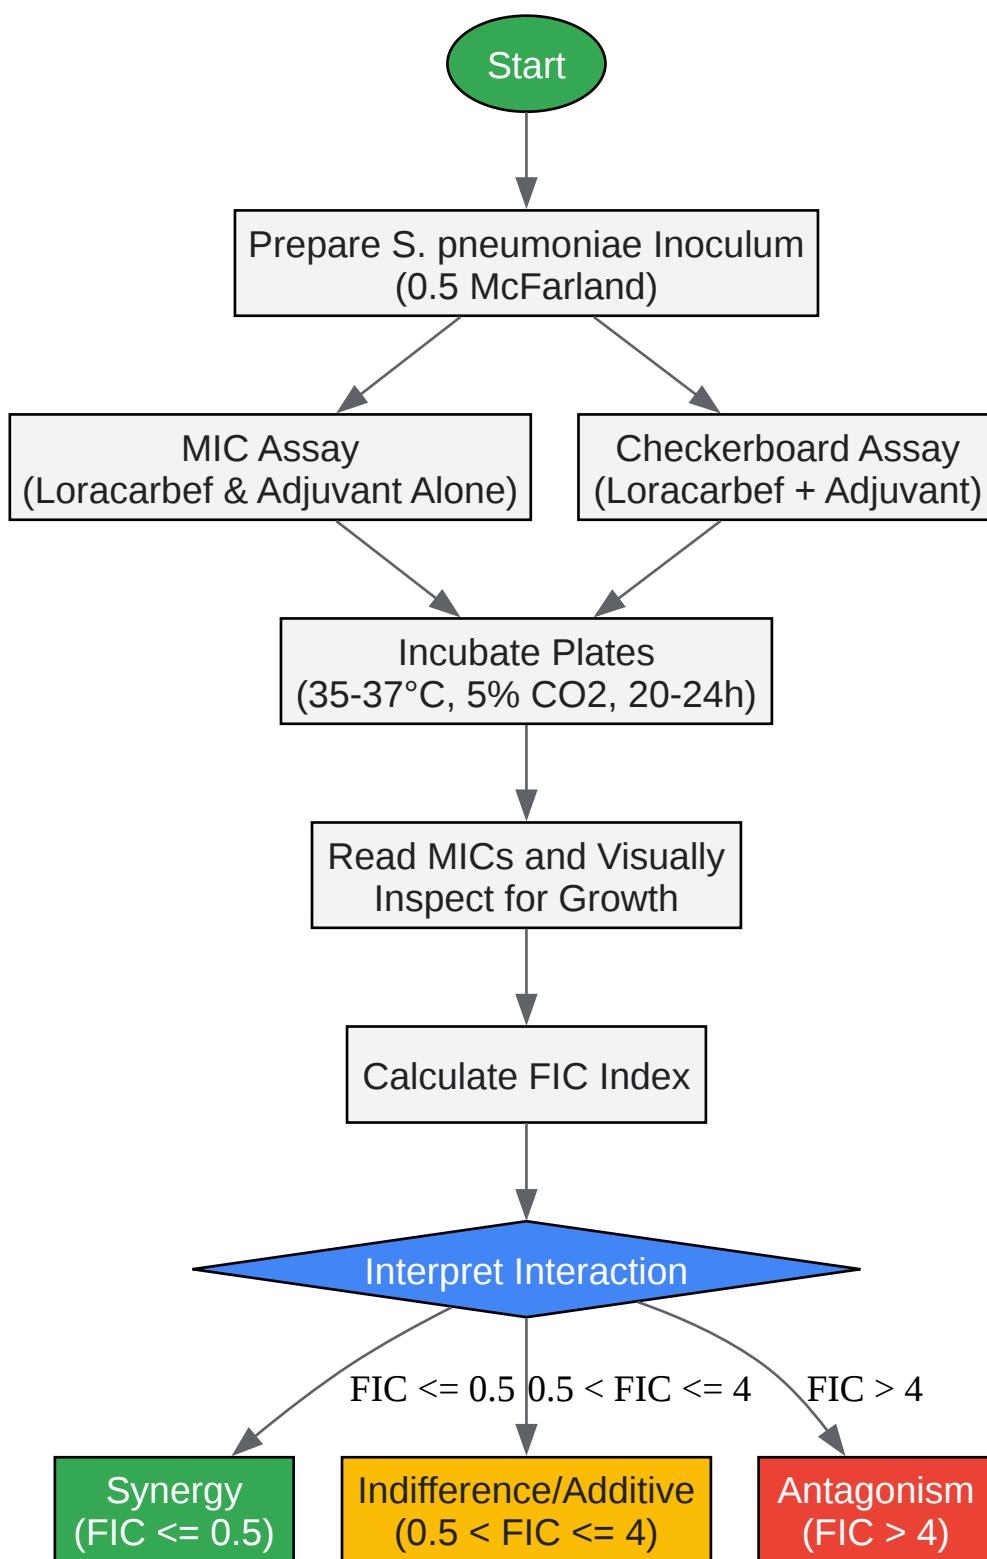 Start
Prepare S. pneumoniae Inoculum
(0.5 McFarland)
MIC Assay
(Loracarbef & Adjuvant Alone)
Checkerboard Assay
(Loracarbef + Adjuvant)
Incubate Plates
(35-37°C, 5% CO2, 20-24h)
Read MICs and Visually
Inspect for Growth
Calculate FIC Index
Interpret Interaction
FIC <= 0.5
0.5 < FIC <= 4
FIC > 4
Synergy
(FIC <= 0.5)
Indifference/Additive
(0.5 < FIC <= 4)
Antagonism
(FIC > 4)